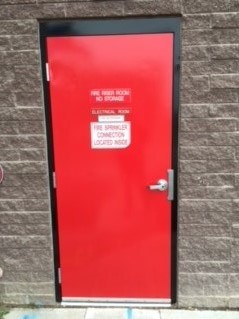 FIRE RISER ROOM
NO STORAGE
ELECTRICAL ROOM
FIRE SPRINKLER
CONNECTION
LOCATED INSIDE